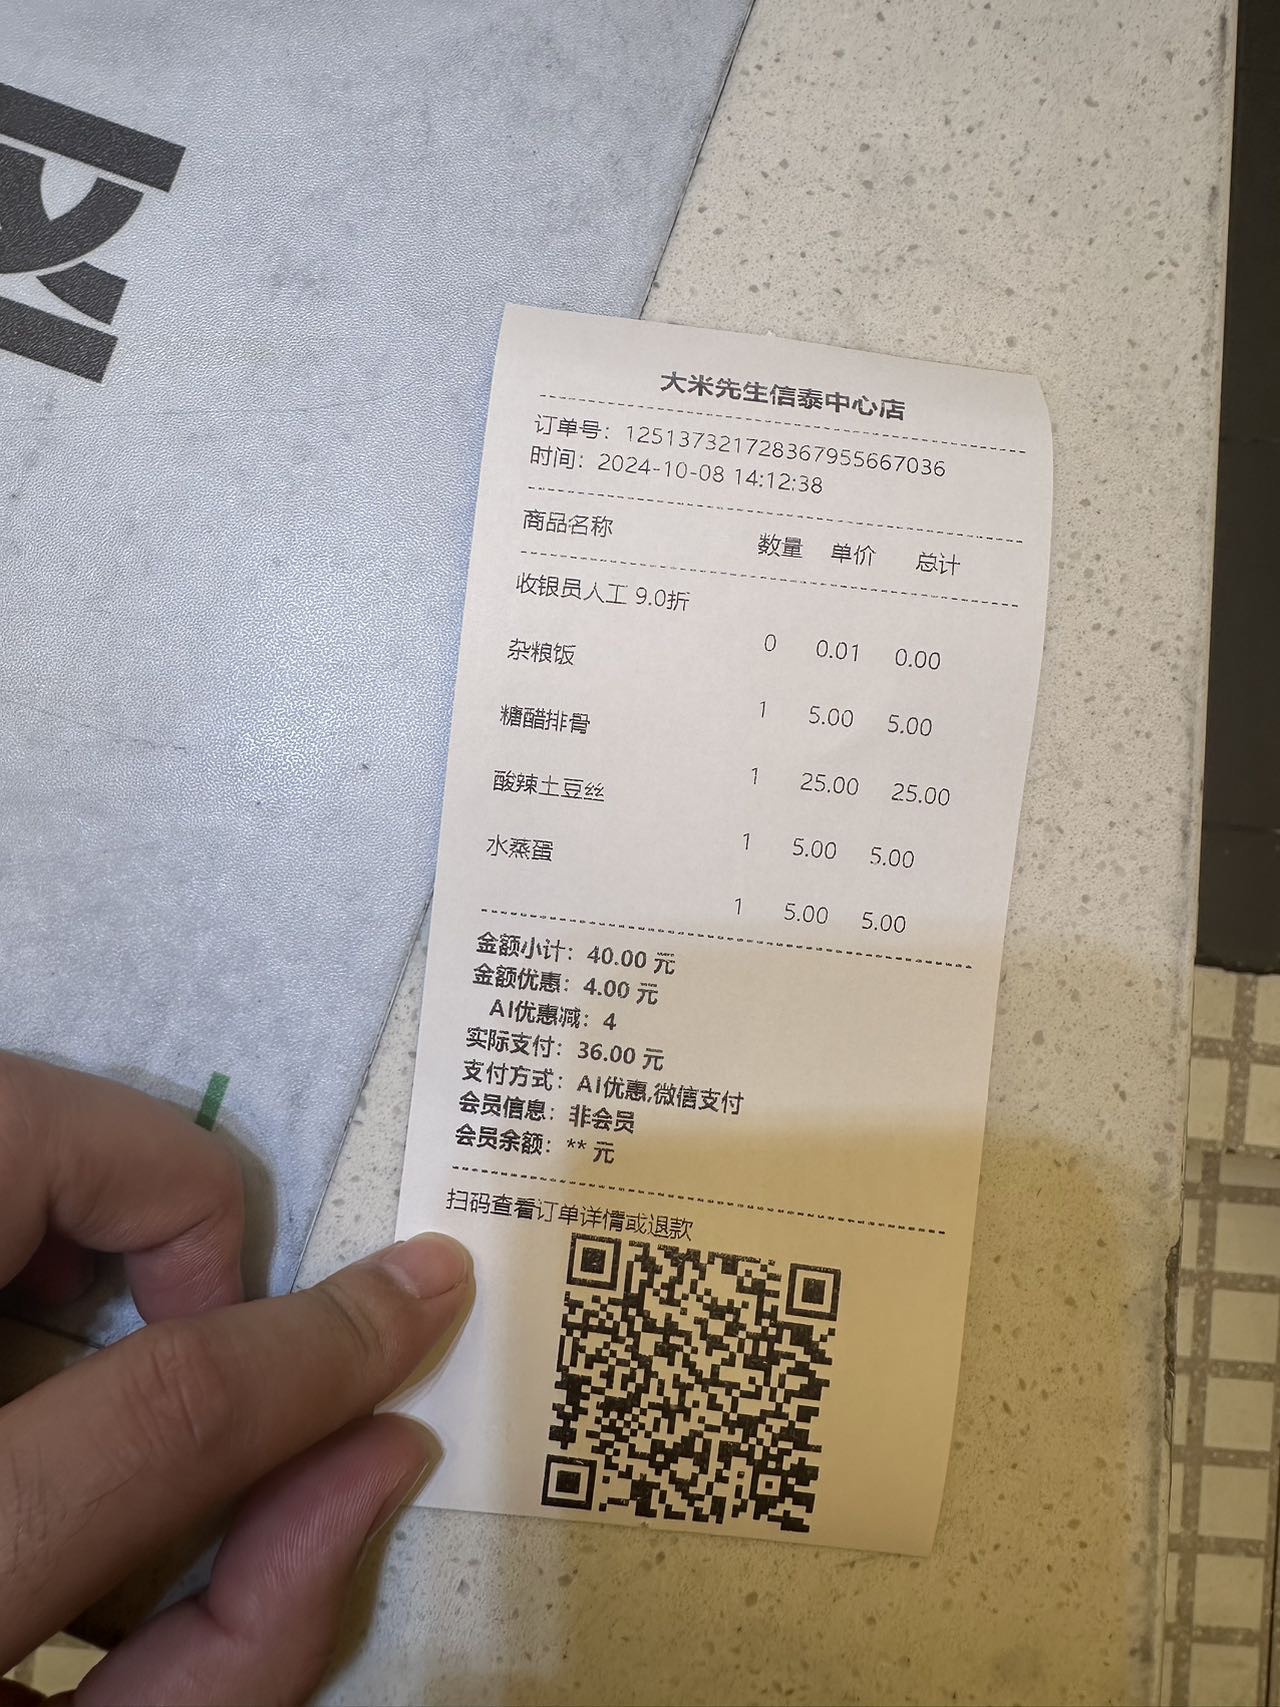 大米先生信泰中心店
订单号：1251373217283679556​67036
时间：2024-10-08 14:12:38
商品名称 数量 单价 总计
收银员人工 9.0折
0 0.01 0.00
杂粮饭
1 5.00 5.00
糖醋排骨
1 25.00 25.00
酸辣土豆丝
1 5.00 5.00
水蒸蛋
1 5.00 5.00
金额小计：40.00 元
金额优惠：4.00 元
AI优惠减：4
实际支付：36.00 元
支付方式：AI优惠,微信支付
会员信息：非会员
会员余额：** 元
扫码查看订单详情或退款